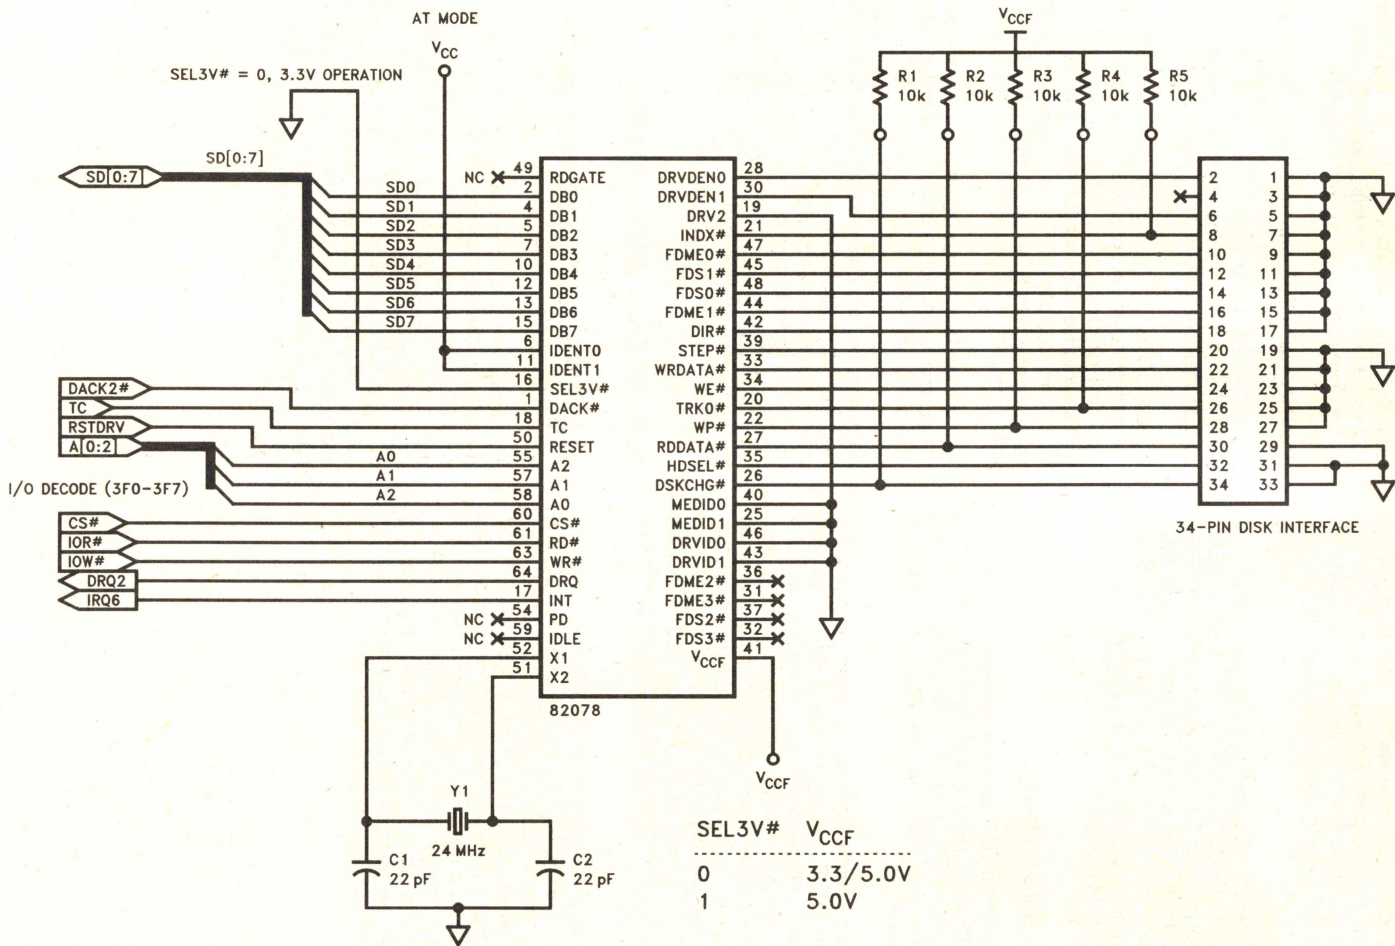 AT MODE
VCC
SEL3V# = 0, 3.3V OPERATION
VCCF
R1 10k
R2 10k
R3 10k
R4 10k
R5 10k
SD[0:7]
SD[0:7]
SD0
SD1
SD2
SD3
SD4
SD5
SD6
SD7
DACK2#
TC
RSTDRV
A[0:2]
A0
A1
A2
I/O DECODE (3F0-3F7)
CS#
IOR#
IOW#
DRQ2
IRQ6
NC 49 RDGATE
2 DB0
4 DB1
5 DB2
7 DB3
10 DB4
12 DB5
13 DB6
15 DB7
6 IDENT0
11 IDENT1
16 SEL3V#
1 DACK#
18 TC
50 RESET
55 A2
57 A1
58 A0
60 CS#
61 RD#
63 WR#
64 DRQ
17 INT
NC 54 PD
NC 59 IDLE
52 X1
51 X2
DRVDEN0 28
DRVDEN1 30
DRV2 19
INDX# 21
FDME0# 47
FDS1# 45
FDS0# 48
FDME1# 44
DIR# 42
STEP# 39
WRDATA# 33
WE# 34
TRK0# 20
WP# 22
RDDATA# 27
HDSEL# 35
DSKCHG# 26
MEDID0 40
MEDID1 25
DRVID0 46
DRVID1 43
FDME2# 36
FDME3# 31
FDS2# 37
FDS3# 32
VCCF 41
82078
2 1
4 3
6 5
8 7
10 9
12 11
14 13
16 15
18 17
20 19
22 21
24 23
26 25
28 27
30 29
32 31
34 33
34-PIN DISK INTERFACE
VCCF
Y1
24 MHz
C1
22 pF
C2
22 pF
SEL3V# VCCF
0 3.3/5.0V
1 5.0V